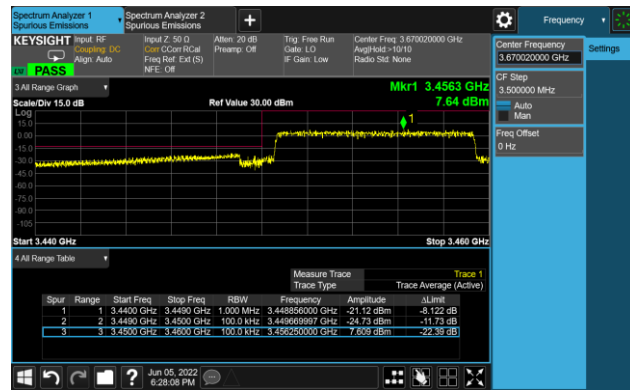 Spectrum Analyzer 1
Spurious Emissions
Spectrum Analyzer 2
Spurious Emissions
+
Frequency
KEYSIGHT
Input: RF
Coupling: DC
Align: Auto
Input Z: 50 Ω
Corr CCorr RCal
Freq Ref: Ext (S)
NFE: Off
Atten: 20 dB
Preamp: Off
Trig: Free Run
Gate: LO
IF Gain: Low
Center Freq: 3.670020000 GHz
Avg|Hold:>10/10
Radio Std: None
PASS
Center Frequency
3.670020000 GHz
Settings
CF Step
3.500000 MHz
Auto
Man
Freq Offset
0 Hz
3 All Range Graph
Mkr1 3.4563 GHz
Scale/Div 15.0 dB
Ref Value 30.00 dBm
7.64 dBm
Log
15.0
0.00
-15.0
-30.0
-45.0
-60.0
-75.0
-90.0
-105
1
Start 3.440 GHz
Stop 3.460 GHz
4 All Range Table
Measure Trace Trace 1
Trace Type Trace Average (Active)
Spur Range Start Freq Stop Freq RBW Frequency Amplitude ΔLimit
1 1 3.4400 GHz 3.4490 GHz 1.000 MHz 3.448856000 GHz -21.12 dBm -8.122 dB
2 2 3.4490 GHz 3.4500 GHz 100.0 kHz 3.449669997 GHz -24.73 dBm -11.73 dB
3 3 3.4500 GHz 3.4600 GHz 100.0 kHz 3.456250000 GHz 7.609 dBm -22.39 dB
?
Jun 05, 2022
6:28:08 PM